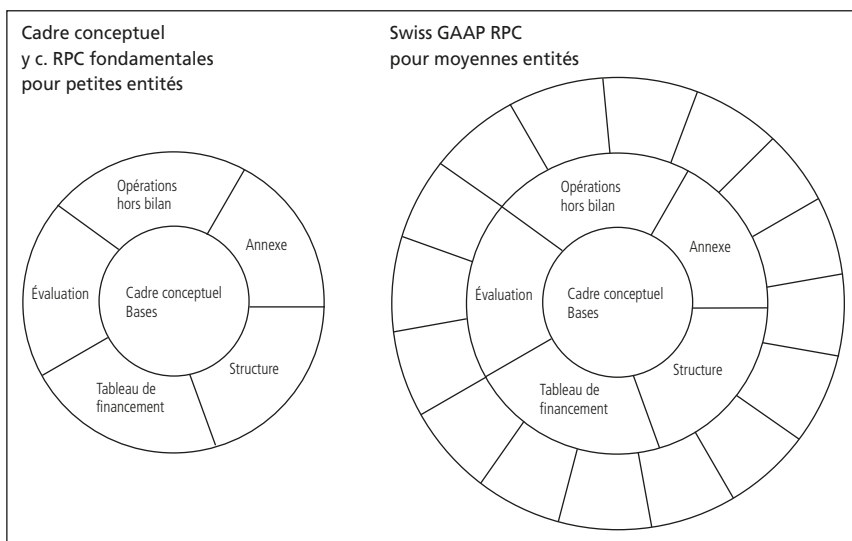 Cadre conceptuel
y c. RPC fondamentales
pour petites entités
Opérations
hors bilan
Annexe
Évaluation
Cadre conceptuel
Bases
Structure
Tableau de
financement
Swiss GAAP RPC
pour moyennes entités
Opérations
hors bilan
Annexe
Évaluation
Cadre conceptuel
Bases
Structure
Tableau de
financement